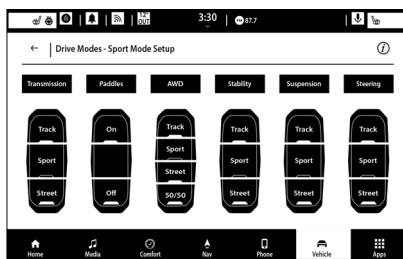 72°
OUT
3:30
FM 87.7
Drive Modes - Sport Mode Setup
Transmission Paddles AWD Stability Suspension Steering
Track On Track Track Track Track
Sport Sport Sport Sport Sport
Street
Street Off 50/50 Street Street Street
Home Media Comfort Nav Phone Vehicle Apps